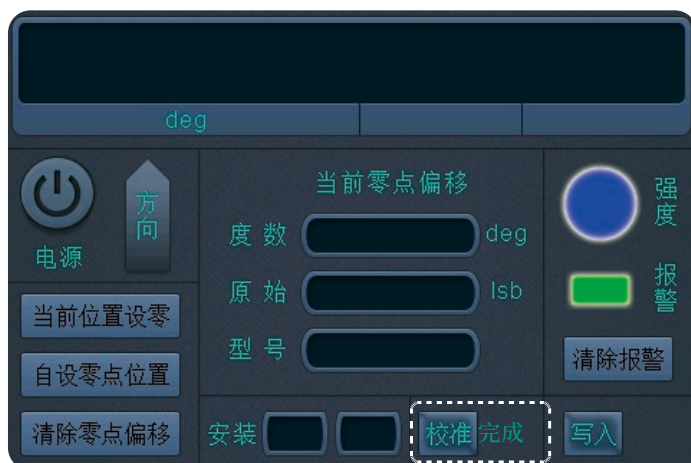 deg
电源
方向
当前零点偏移
度数 deg
原始 lsb
型号
强度
报警
清除报警
当前位置设零
自设零点位置
清除零点偏移
安装
校准 完成
写入